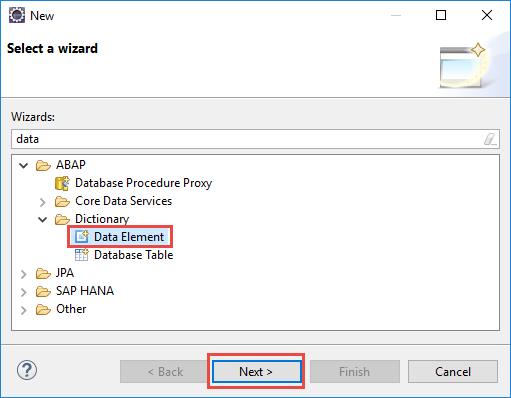 New
Select a wizard
Wizards:
data
ABAP
Database Procedure Proxy
Core Data Services
Dictionary
Data Element
Database Table
JPA
SAP HANA
Other
?
< Back Next > Finish Cancel